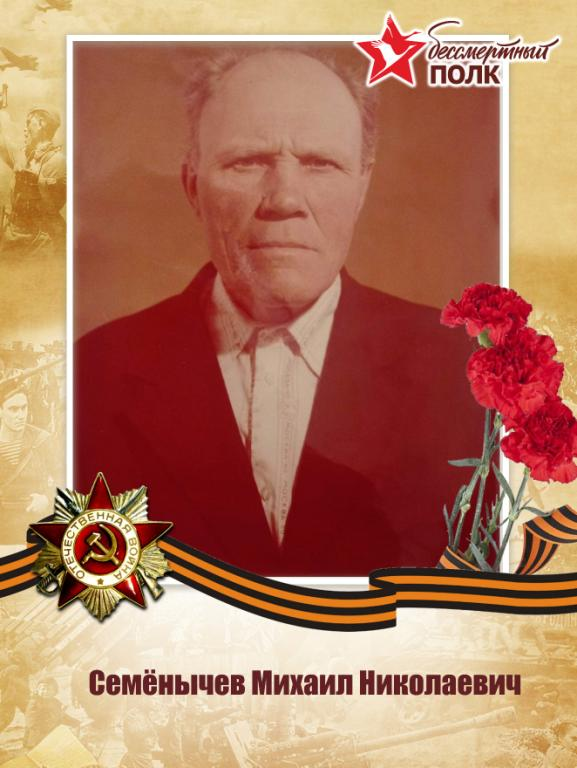 бессмертный
ПОЛК
ОТЕЧЕСТВЕННАЯ ВОЙНА
Семёнычев Михаил Николаевич